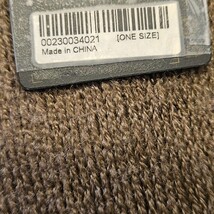 00230034021 [ONE SIZE]
Made in CHINA